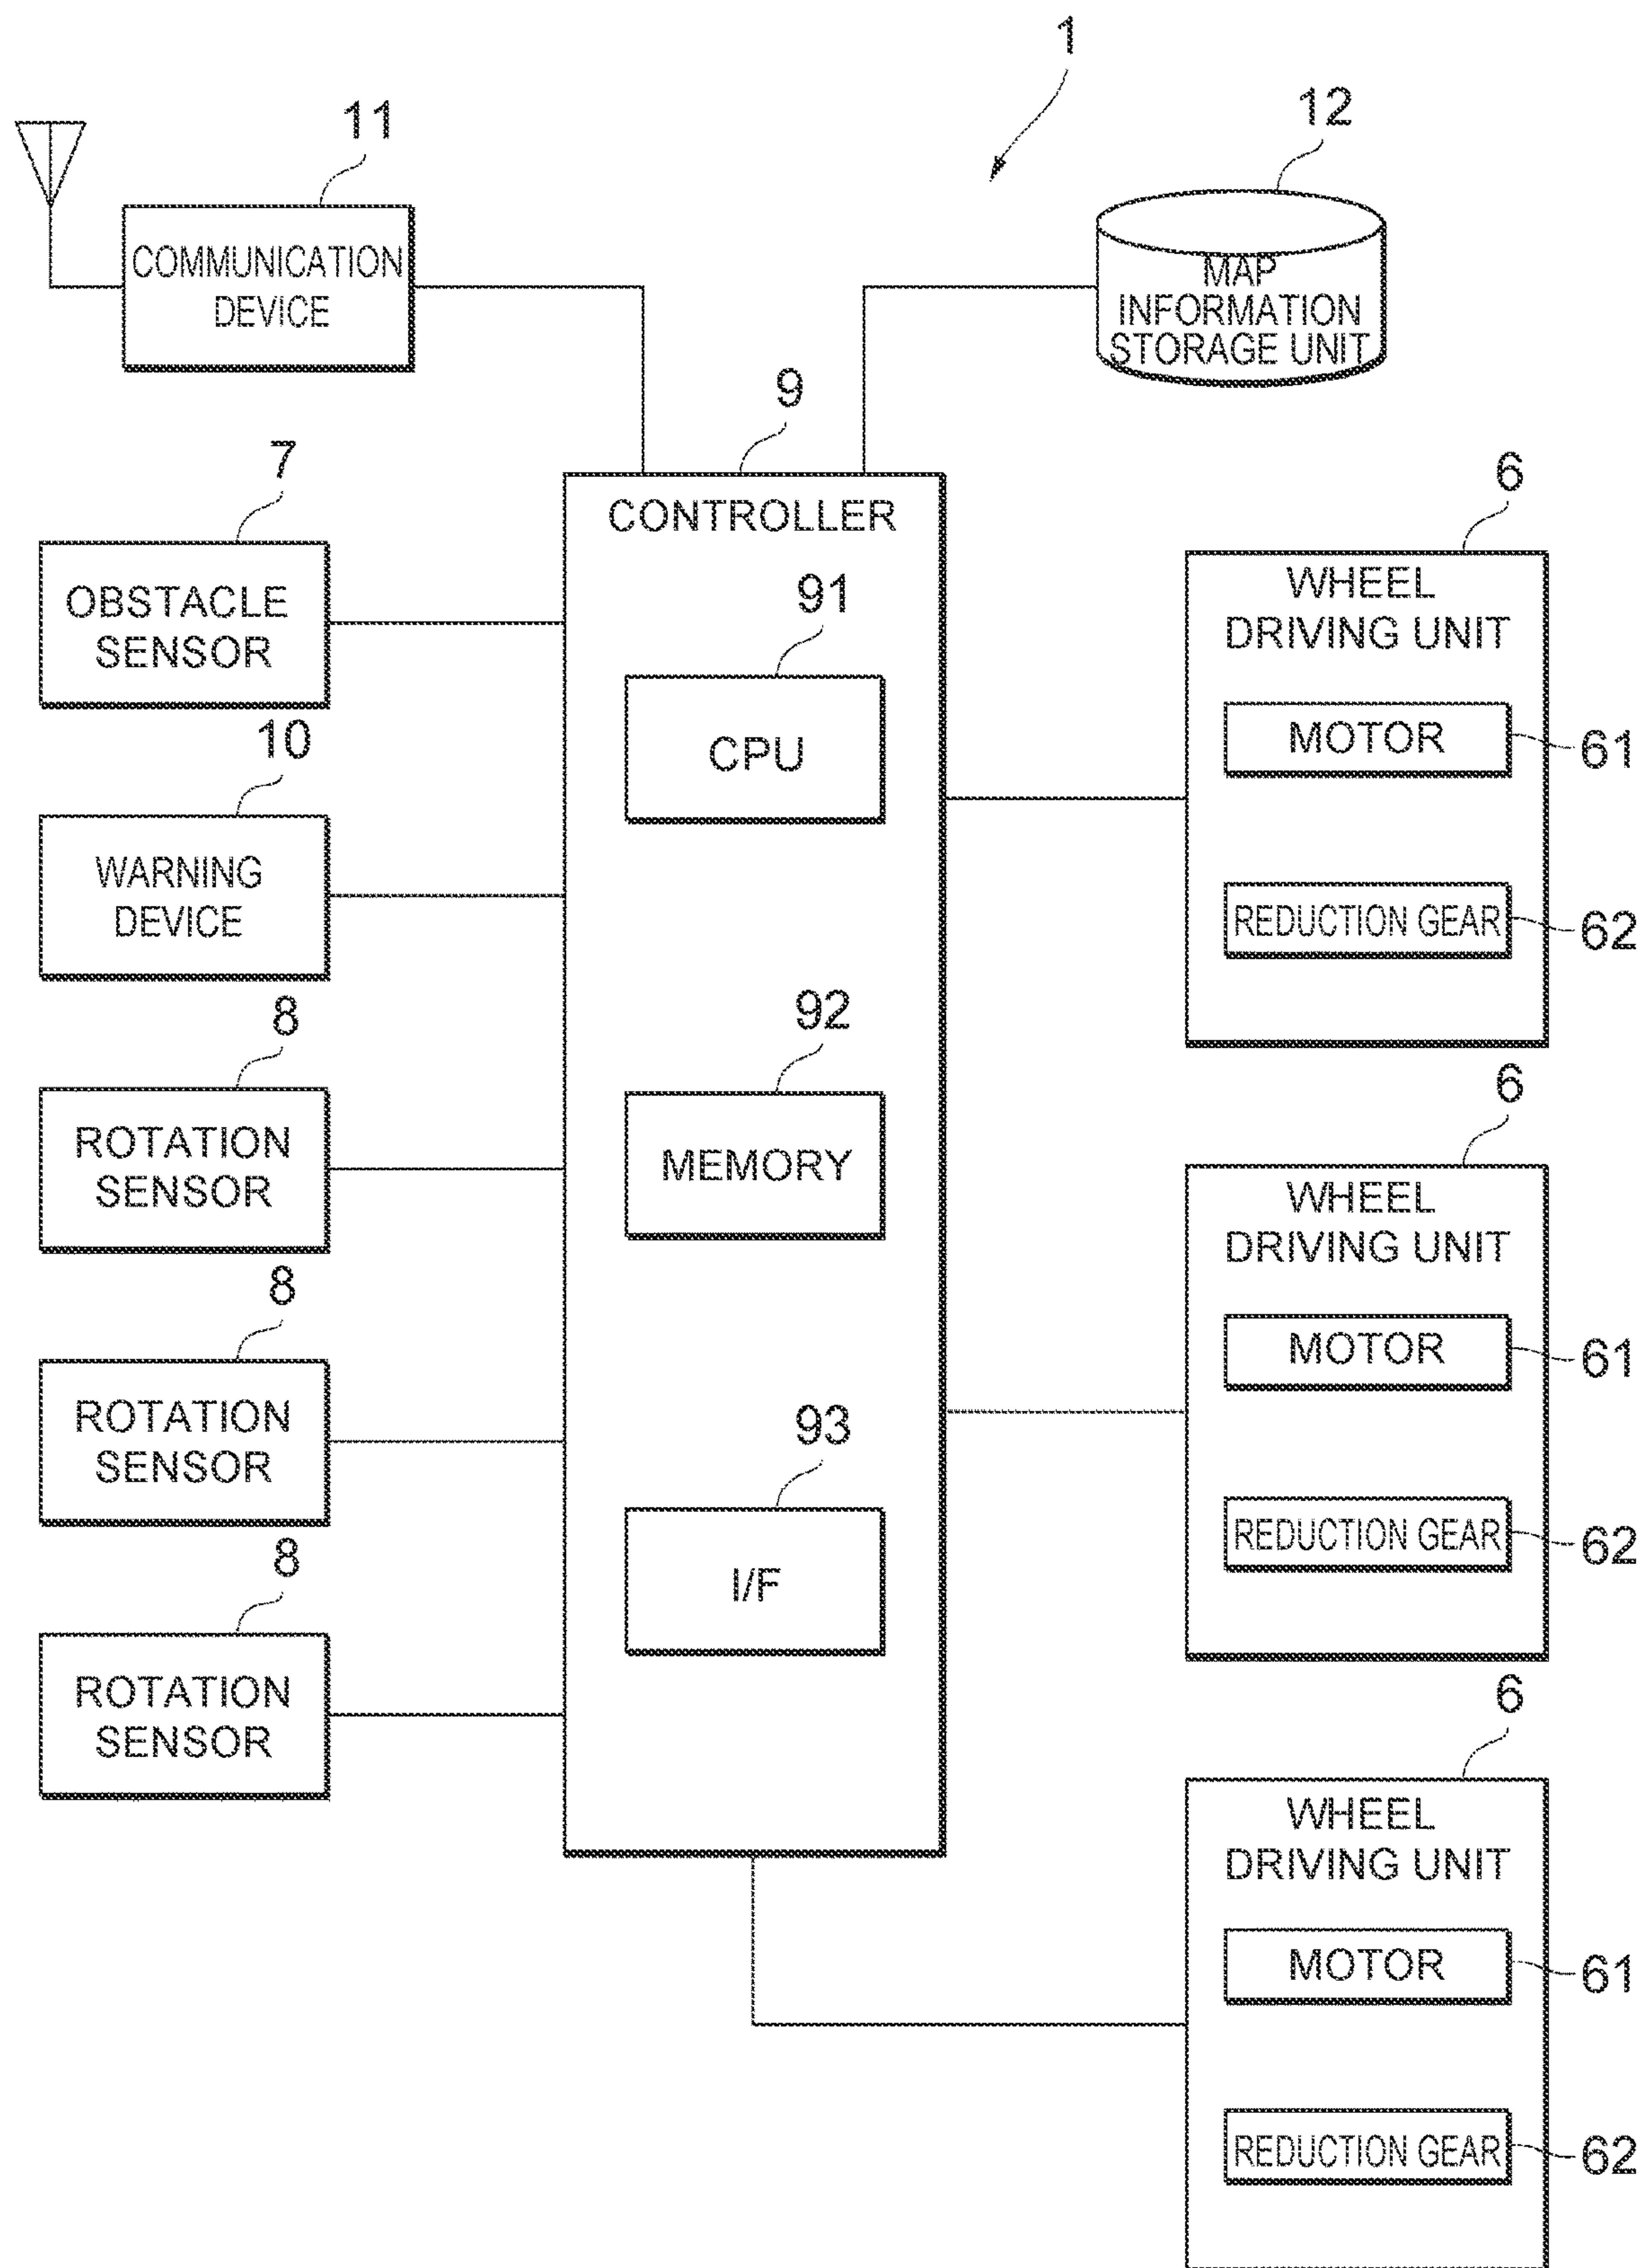 1
11
12
COMMUNICATION
DEVICE
MAP
INFORMATION
STORAGE UNIT
9
CONTROLLER
7
OBSTACLE
SENSOR
10
WARNING
DEVICE
8
ROTATION
SENSOR
8
ROTATION
SENSOR
8
ROTATION
SENSOR
91
CPU
92
MEMORY
93
I/F
6
WHEEL
DRIVING UNIT
MOTOR
61
REDUCTION GEAR
62
6
WHEEL
DRIVING UNIT
MOTOR
61
REDUCTION GEAR
62
6
WHEEL
DRIVING UNIT
MOTOR
61
REDUCTION GEAR
62